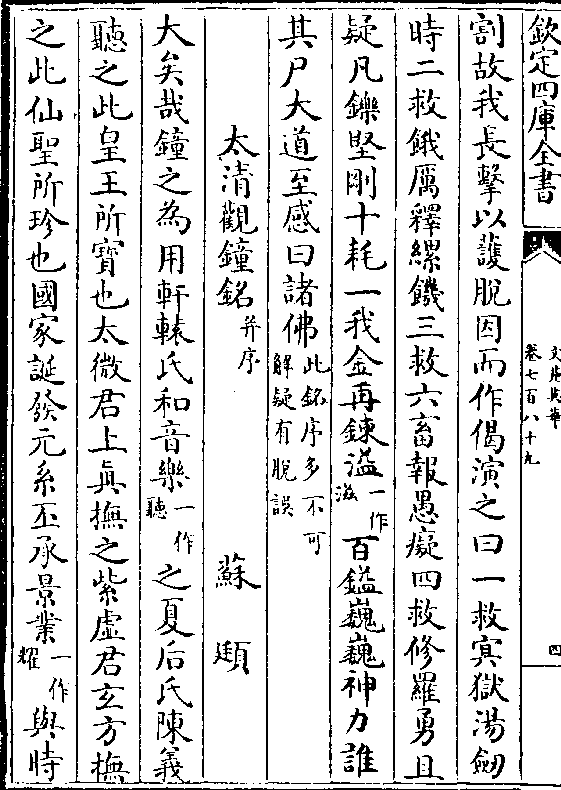 欽定四庫全書
文苑英華
卷七百八十九
四
割故我長擊以護脫因而作偈演之曰一救冥獄湯劒
時二救餓厲釋縲饑三救六畜報愚癡四救修羅勇且
疑凡鑠堅剛十耗一我金再鍊溢一作滋百鎰巍巍神力誰
其尸大道至感曰諸佛此銘序多不可解疑有脫誤
太清觀鐘銘并序
蘇頲
大矣哉鐘之為用軒轅氏和音樂一作聽之夏后氏陳義
聽之此皇王所寶也太微君上真撫之紫虛君玄方撫
之此仙聖所珍也國家誕發元系丕承景業一作耀與時